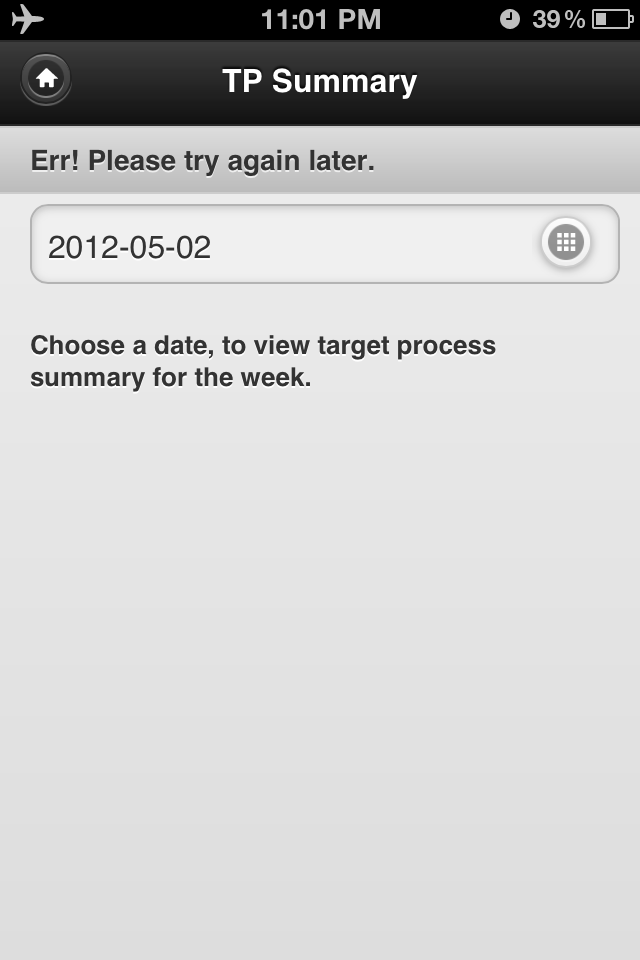 11:01 PM 39%
TP Summary
Err! Please try again later.
2012-05-02
Choose a date, to view target process
summary for the week.